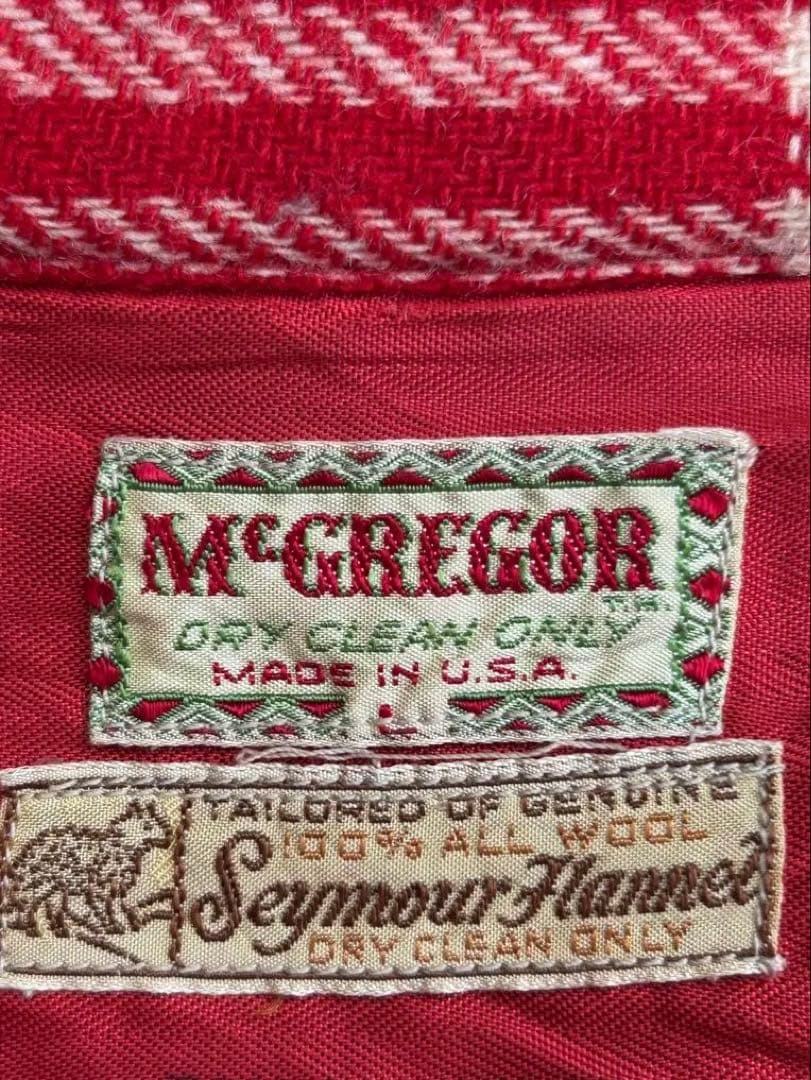 McGREGOR
T.R.
DRY CLEAN ONLY
MADE IN U.S.A.
L
TAILORED OF GENUINE
100% ALL WOOL
Seymour Flannel
DRY CLEAN ONLY